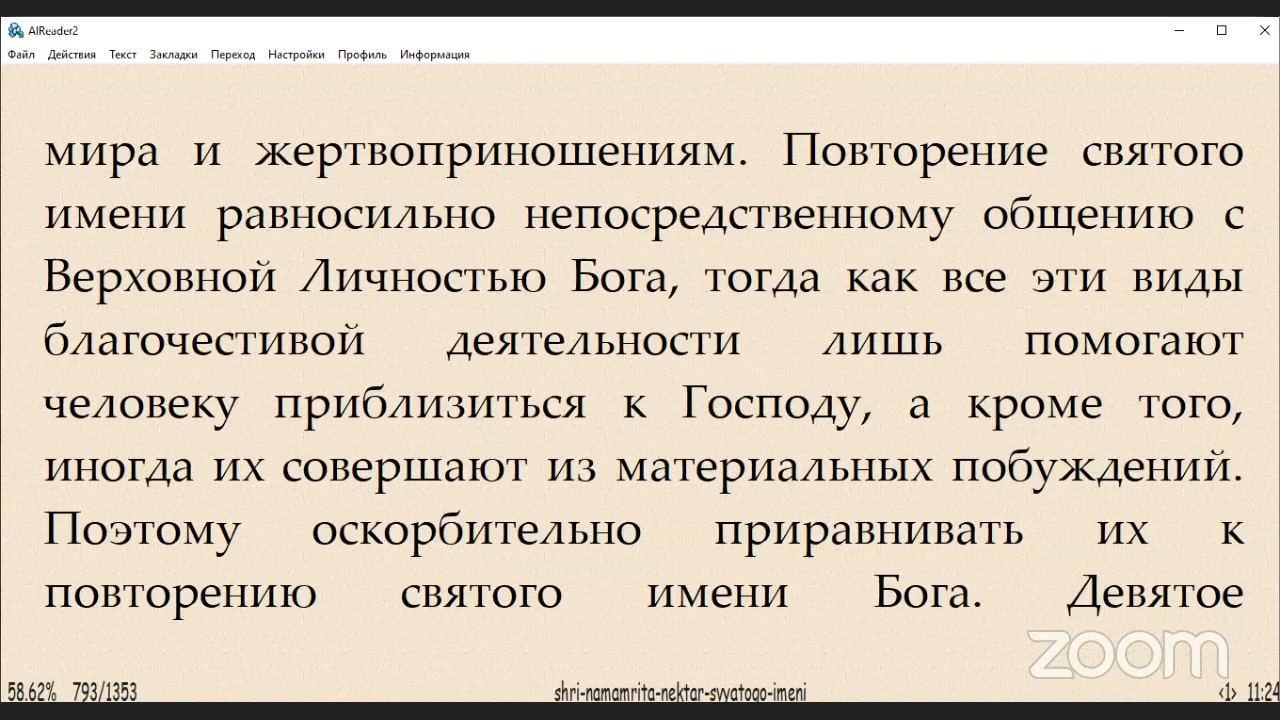 AlReader2
Файл Действия Текст Закладки Переход Настройки Профиль Информация
мира и жертвоприношениям. Повторение святого
имени равносильно непосредственному общению с
Верховной Личностью Бога, тогда как все эти виды
благочестивой деятельности лишь помогают
человеку приблизиться к Господу, а кроме того,
иногда их совершают из материальных побуждений.
Поэтому оскорбительно приравнивать их к
повторению святого имени Бога. Девятое
zoom
58.62% 793/1353 shri-namamrita-nektar-svyatogo-imeni <1> 11:24